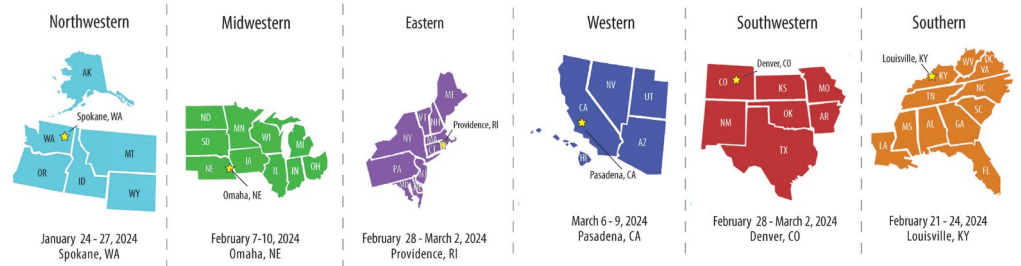 Northwestern
AK
Spokane, WA
WA
MT
OR
ID
WY
January 24 - 27, 2024
Spokane, WA
Midwestern
ND
MN
SD
WI
MI
NE
IA
IL
IN
OH
Omaha, NE
February 7-10, 2024
Omaha, NE
Eastern
ME
VT
NH
NY
Providence, RI
PA
February 28 - March 2, 2024
Providence, RI
Western
NV
UT
CA
AZ
HI
Pasadena, CA
March 6 - 9, 2024
Pasadena, CA
Southwestern
Denver, CO
CO
KS
MO
OK
AR
NM
TX
February 28 - March 2, 2024
Denver, CO
Southern
Louisville, KY
WV
DC
KY
VA
TN
NC
SC
MS
AL
GA
LA
FL
February 21 - 24, 2024
Louisville, KY